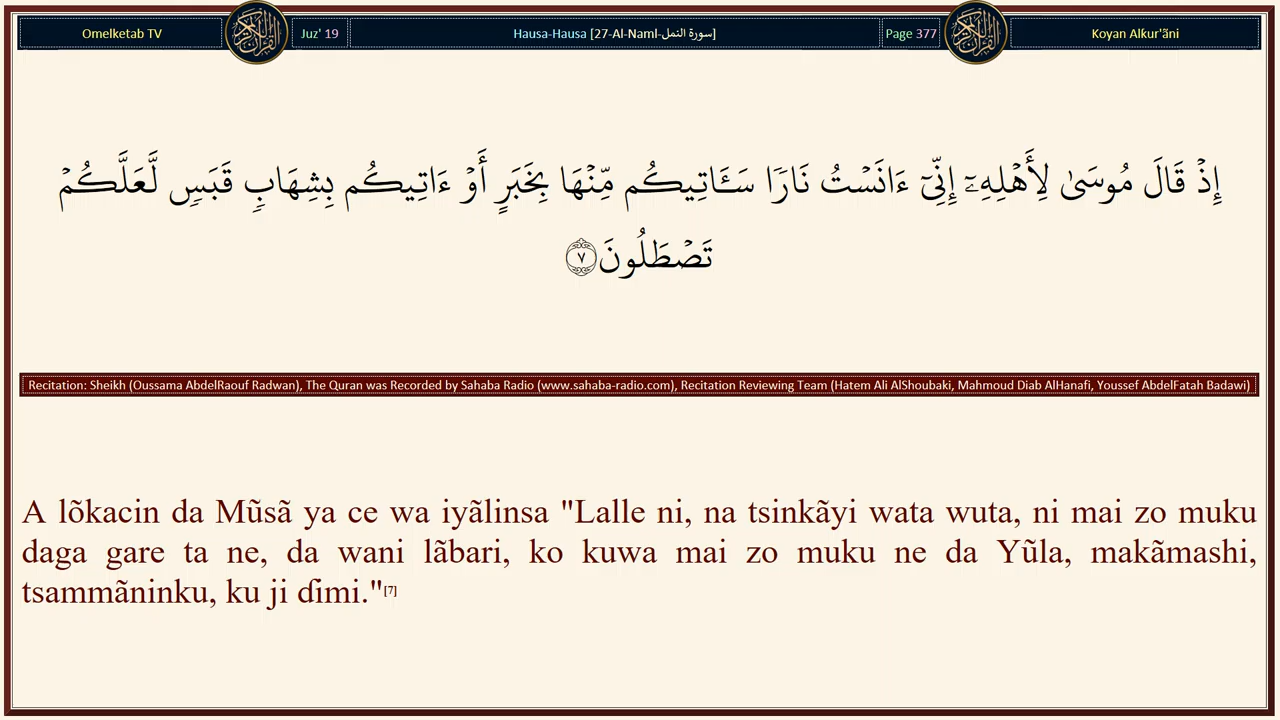 Omelketab TV
Juz' 19
Hausa-Hausa [27-Al-Naml-سورة النمل]
Page 377
Koyan Alƙur'ãni
إِذۡ قَالَ مُوسَىٰ لِأَهۡلِهِۦٓ إِنِّيٓ ءَانَسۡتُ نَارٗا سَـَٔاتِيكُم مِّنۡهَا بِخَبَرٍ أَوۡ ءَاتِيكُم بِشِهَابٖ قَبَسٖ لَّعَلَّكُمۡ
تَصۡطَلُونَ ٧
Recitation: Sheikh (Oussama AbdelRaouf Radwan), The Quran was Recorded by Sahaba Radio (www.sahaba-radio.com), Recitation Reviewing Team (Hatem Ali AlShoubaki, Mahmoud Diab AlHanafi, Youssef AbdelFatah Badawi)
A lõkacin da Mũsã ya ce wa iyãlinsa "Lalle ni, na tsinkãyi wata wuta, ni mai zo muku
daga gare ta ne, da wani lãbari, ko kuwa mai zo muku ne da Yũla, makãmashi,
tsammãninku, ku ji ɗimi."[7]